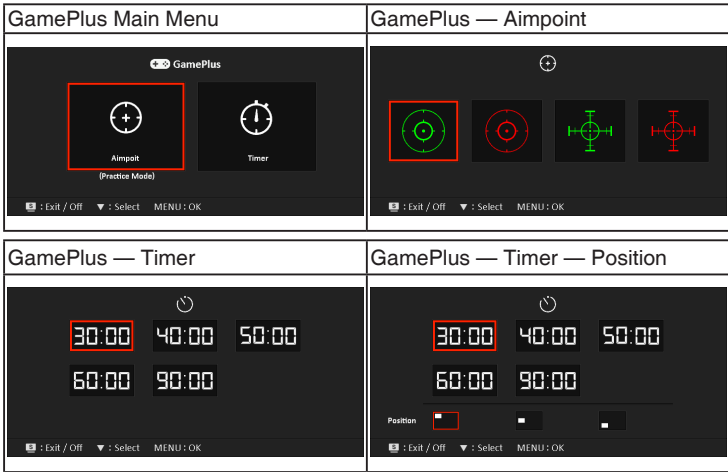 GamePlus Main Menu
GamePlus — Aimpoint
GamePlus
Aimpoit
Timer
(Practice Mode)
S : Exit / Off ▼ : Select MENU : OK
S : Exit / Off ▼ : Select MENU : OK
GamePlus — Timer
GamePlus — Timer — Position
30:00 40:00 50:00
60:00 90:00
S : Exit / Off ▼ : Select MENU : OK
30:00 40:00 50:00
60:00 90:00
Position
S : Exit / Off ▼ : Select MENU : OK